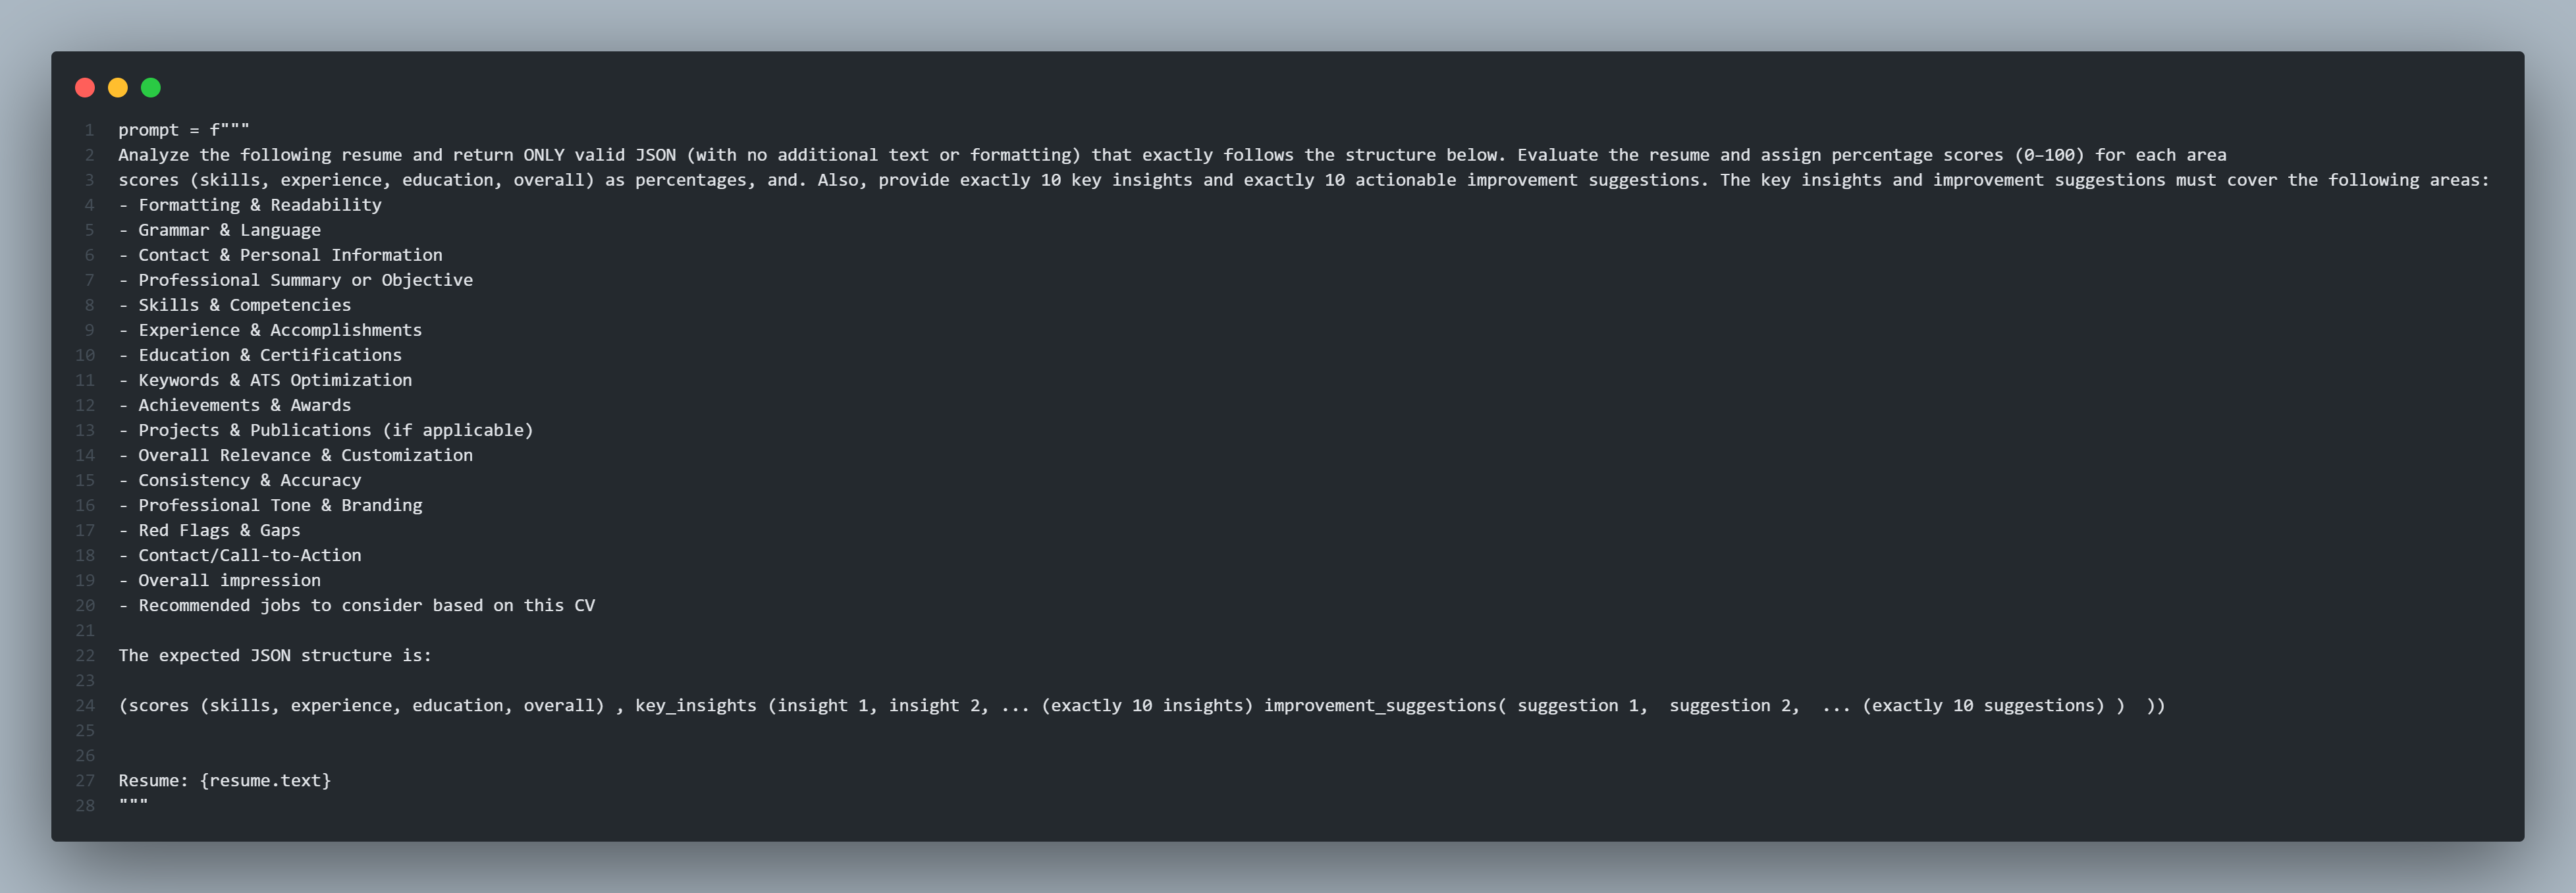 1 prompt = f"""
2 Analyze the following resume and return ONLY valid JSON (with no additional text or formatting) that exactly follows the structure below. Evaluate the resume and assign percentage scores (0–100) for each area
3 scores (skills, experience, education, overall) as percentages, and. Also, provide exactly 10 key insights and exactly 10 actionable improvement suggestions. The key insights and improvement suggestions must cover the following areas:
4 - Formatting & Readability
5 - Grammar & Language
6 - Contact & Personal Information
7 - Professional Summary or Objective
8 - Skills & Competencies
9 - Experience & Accomplishments
10 - Education & Certifications
11 - Keywords & ATS Optimization
12 - Achievements & Awards
13 - Projects & Publications (if applicable)
14 - Overall Relevance & Customization
15 - Consistency & Accuracy
16 - Professional Tone & Branding
17 - Red Flags & Gaps
18 - Contact/Call-to-Action
19 - Overall impression
20 - Recommended jobs to consider based on this CV
21
22 The expected JSON structure is:
23
24 (scores (skills, experience, education, overall) , key_insights (insight 1, insight 2, ... (exactly 10 insights) improvement_suggestions( suggestion 1,  suggestion 2,  ... (exactly 10 suggestions) )  ))
25
26
27 Resume: {resume.text}
28 """